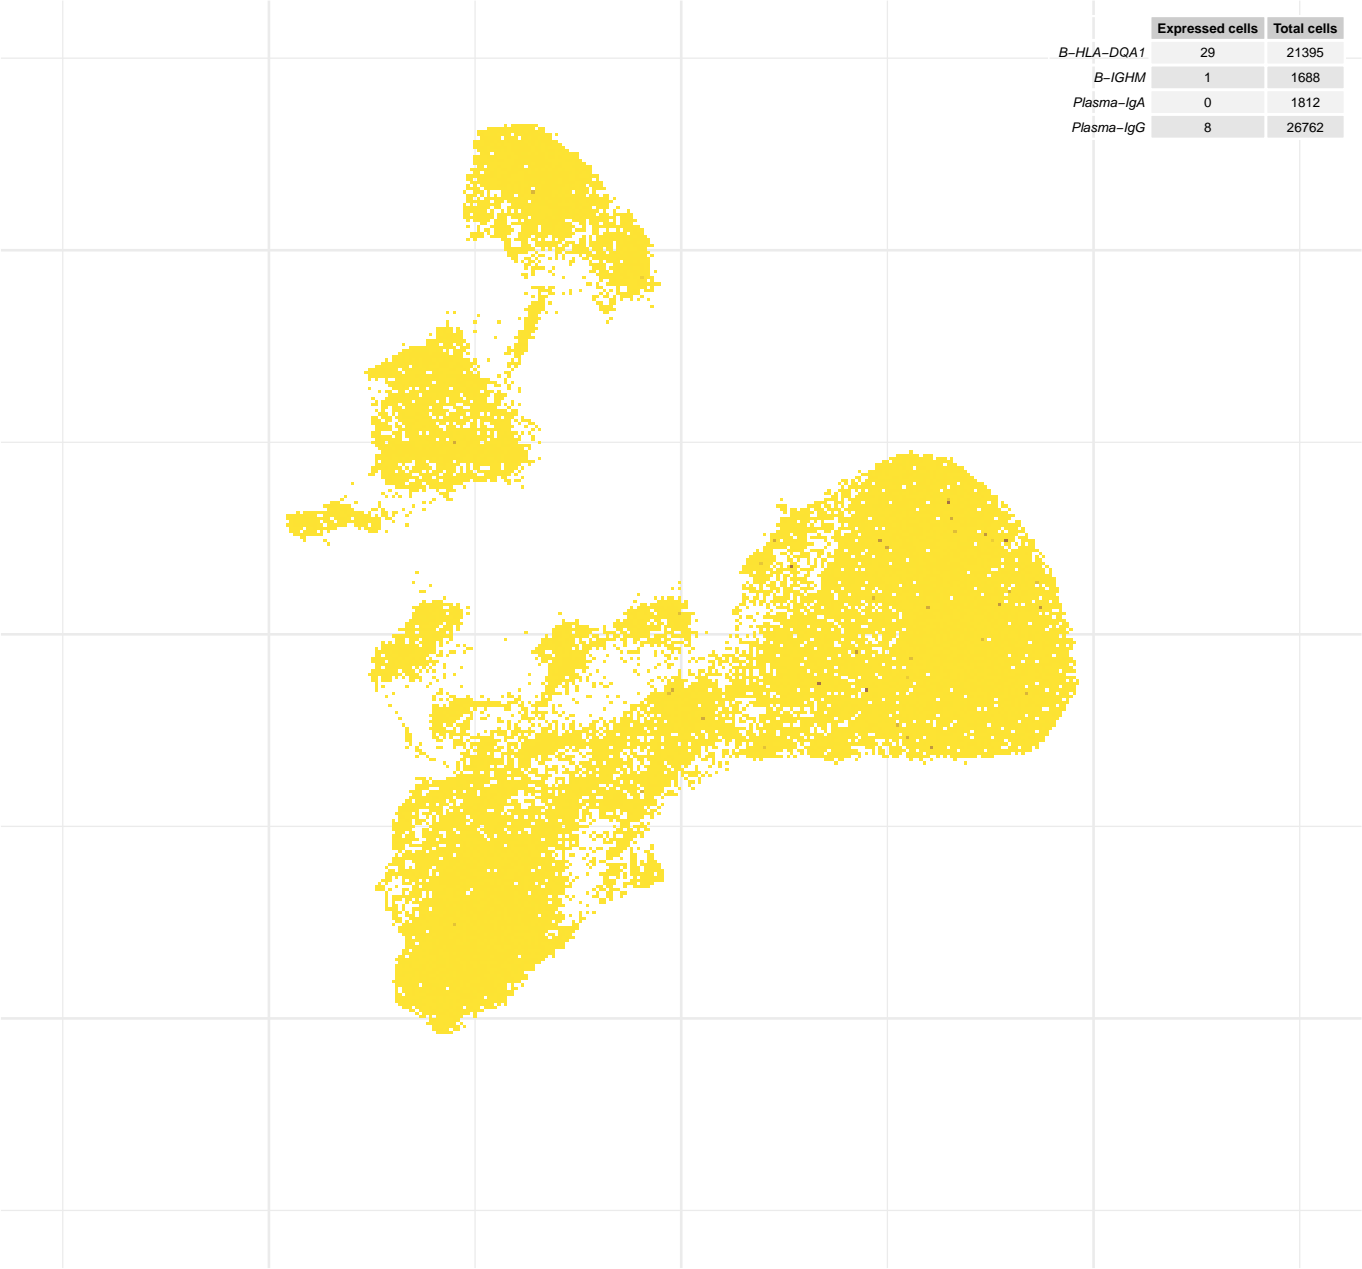 Expressed cells Total cells
B−HLA−DQA1 29 21395
B−IGHM 1 1688
Plasma−IgA 0 1812
Plasma−IgG 8 26762